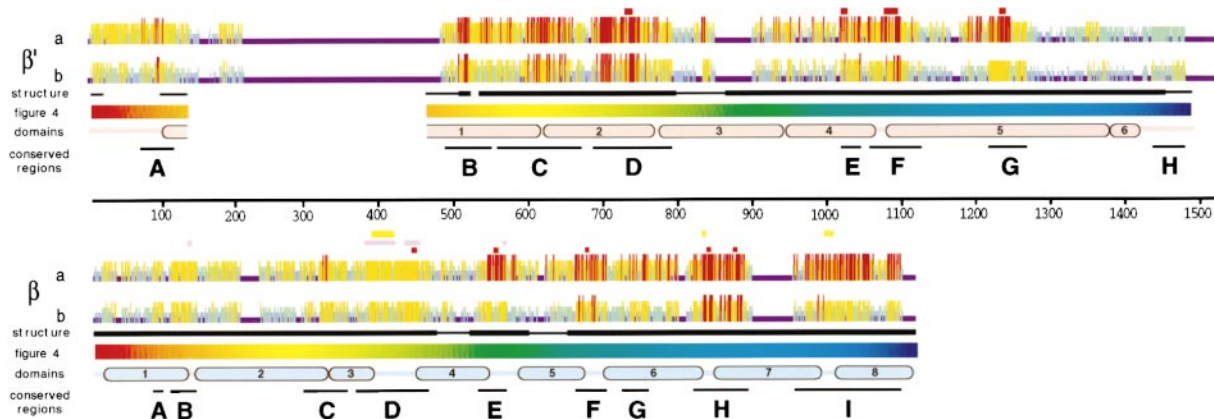 β'
a
b
structure
figure 4
domains
1 2 3 4 5 6
conserved regions
A B C D E F G H
100 200 300 400 500 600 700 800 900 1000 1100 1200 1300 1400 1500
β
a
b
structure
figure 4
domains
1 2 3 4 5 6 7 8
conserved regions
A B C D E F G H I